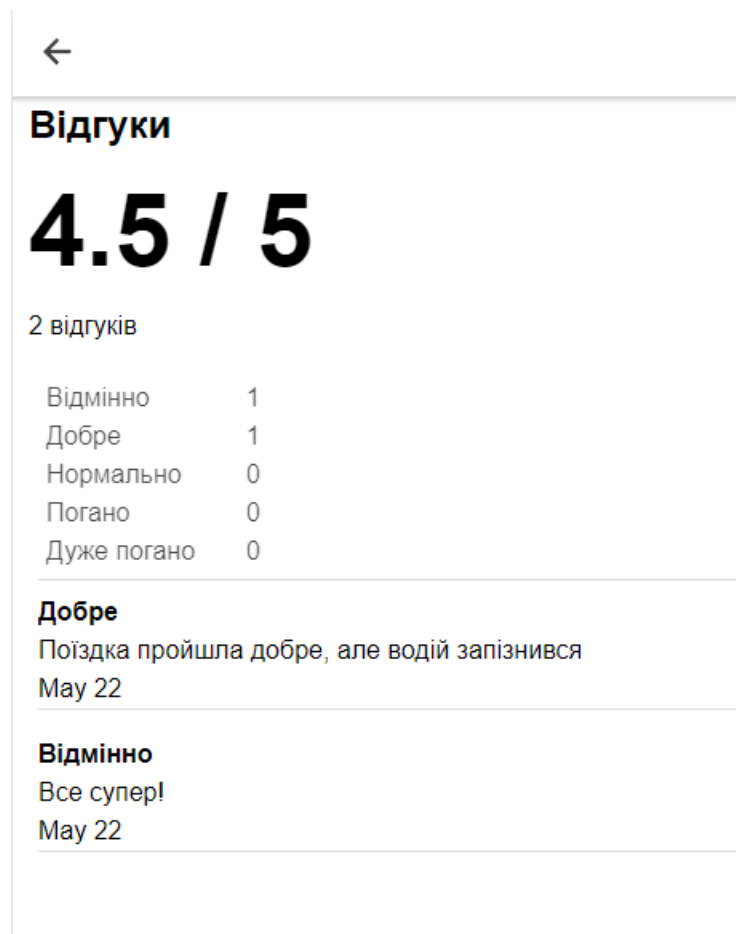 Відгуки
4.5 / 5
2 відгуків
Відмінно 1
Добре 1
Нормально 0
Погано 0
Дуже погано 0
Добре
Поїздка пройшла добре, але водій запізнився
May 22
Відмінно
Все супер!
May 22